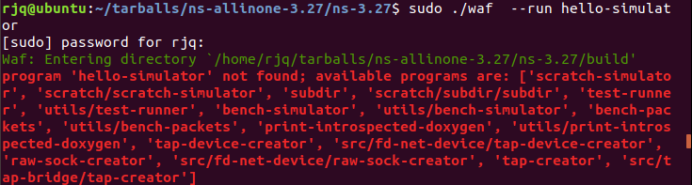 rjq@ubuntu:~/tarballs/ns-allinone-3.27/ns-3.27$ sudo ./waf  --run hello-simulat
or
[sudo] password for rjq:
Waf: Entering directory `/home/rjq/tarballs/ns-allinone-3.27/ns-3.27/build'
program 'hello-simulator' not found; available programs are: ['scratch-simulato
r', 'scratch/scratch-simulator', 'subdir', 'scratch/subdir/subdir', 'test-runne
r', 'utils/test-runner', 'bench-simulator', 'utils/bench-simulator', 'bench-pac
kets', 'utils/bench-packets', 'print-introspected-doxygen', 'utils/print-intros
pected-doxygen', 'tap-device-creator', 'src/fd-net-device/tap-device-creator',
'raw-sock-creator', 'src/fd-net-device/raw-sock-creator', 'tap-creator', 'src/t
ap-bridge/tap-creator']